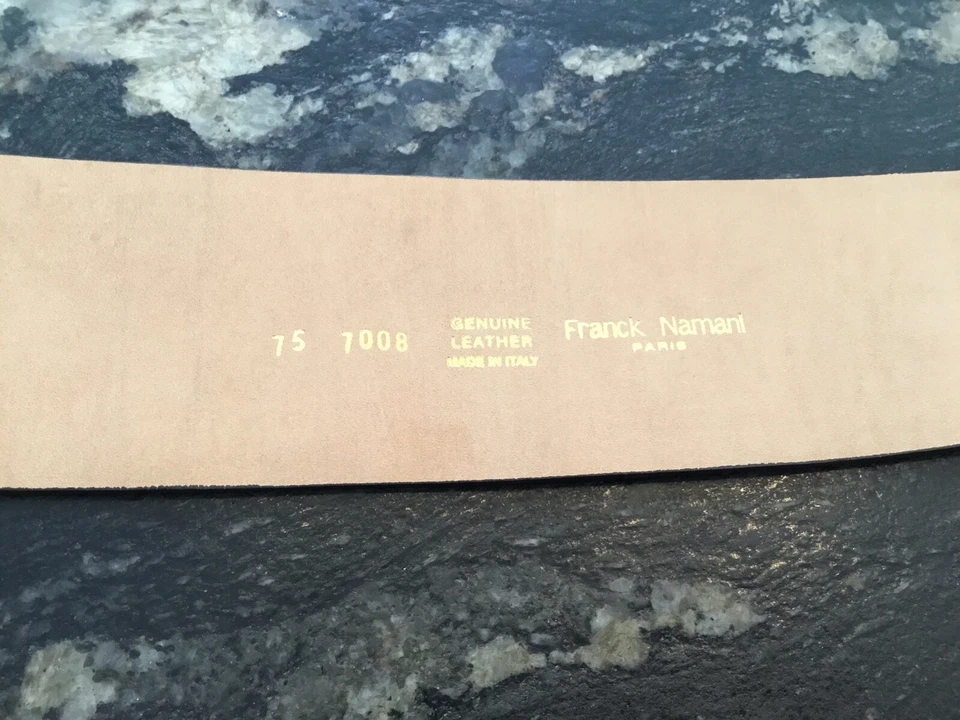 75 7008
GENUINE
LEATHER
MADE IN ITALY
Franck Namani
PARIS